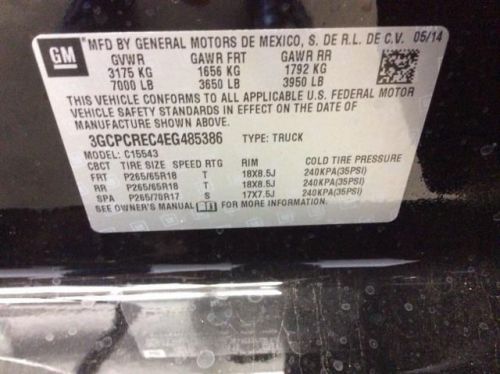 GM MFD BY GENERAL MOTORS DE MEXICO, S. DE R.L. DE C.V. 05/14
GVWR GAWR FRT GAWR RR
3175 KG 1656 KG 1792 KG
7000 LB 3650 LB 3950 LB
THIS VEHICLE CONFORMS TO ALL APPLICABLE U.S. FEDERAL MOTOR
VEHICLE SAFETY STANDARDS IN EFFECT ON THE DATE OF
MANUFACTURE SHOWN ABOVE.
3GCPCREC4EG485386 TYPE: TRUCK
MODEL: C15543
CBCT TIRE SIZE SPEED RTG RIM COLD TIRE PRESSURE
FRT P265/65R18 T 18X8.5J 240KPA(35PSI)
RR P265/65R18 T 18X8.5J 240KPA(35PSI)
SPA P265/70R17 S 17X7.5J 240KPA(35PSI)
SEE OWNER'S MANUAL FOR MORE INFORMATION.